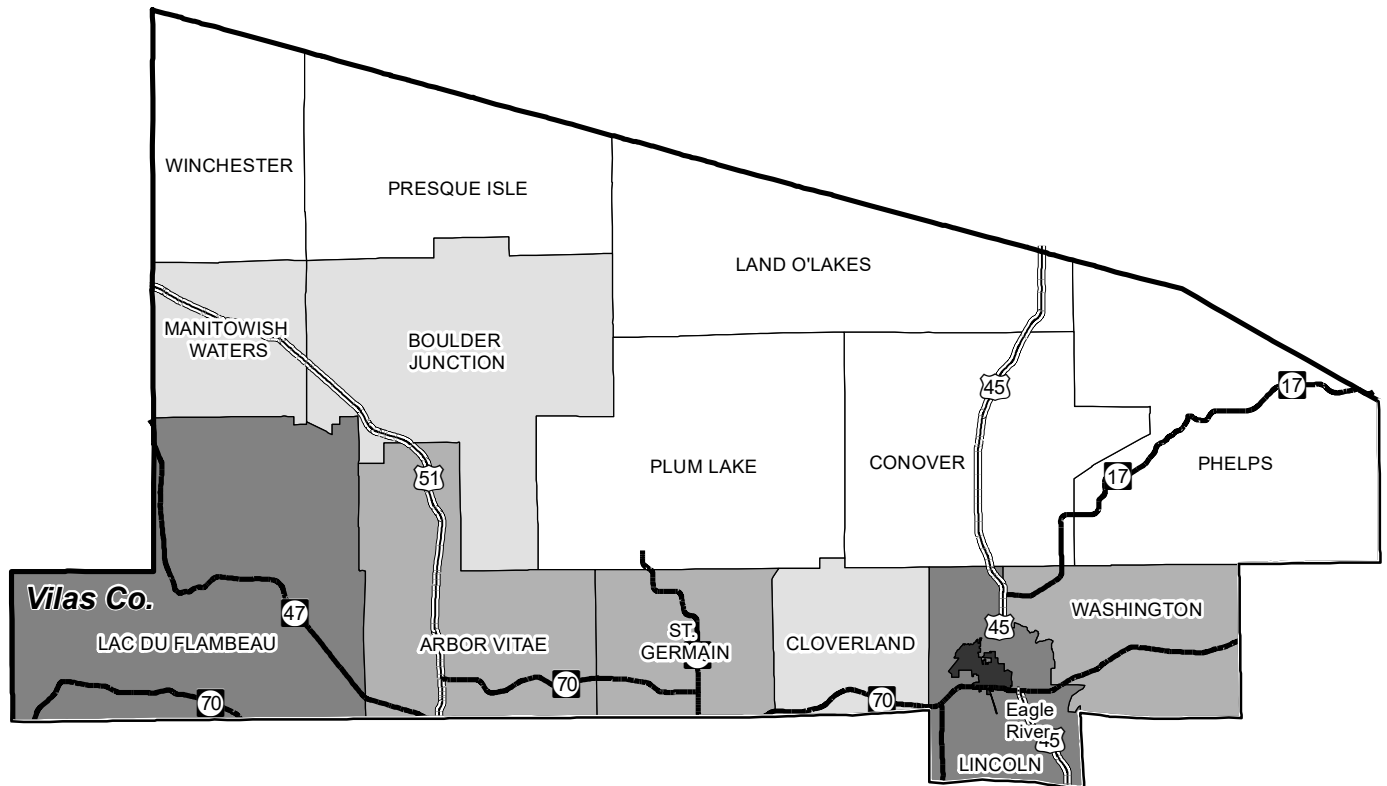 WINCHESTER
PRESQUE ISLE
LAND O'LAKES
MANITOWISH
WATERS
BOULDER
JUNCTION
45
17
51
PLUM LAKE
CONOVER
17
PHELPS
Vilas Co.
47
LAC DU FLAMBEAU
ARBOR VITAE
ST.
GERMAIN
CLOVERLAND
45
WASHINGTON
70
70
70
Eagle
River
45
LINCOLN